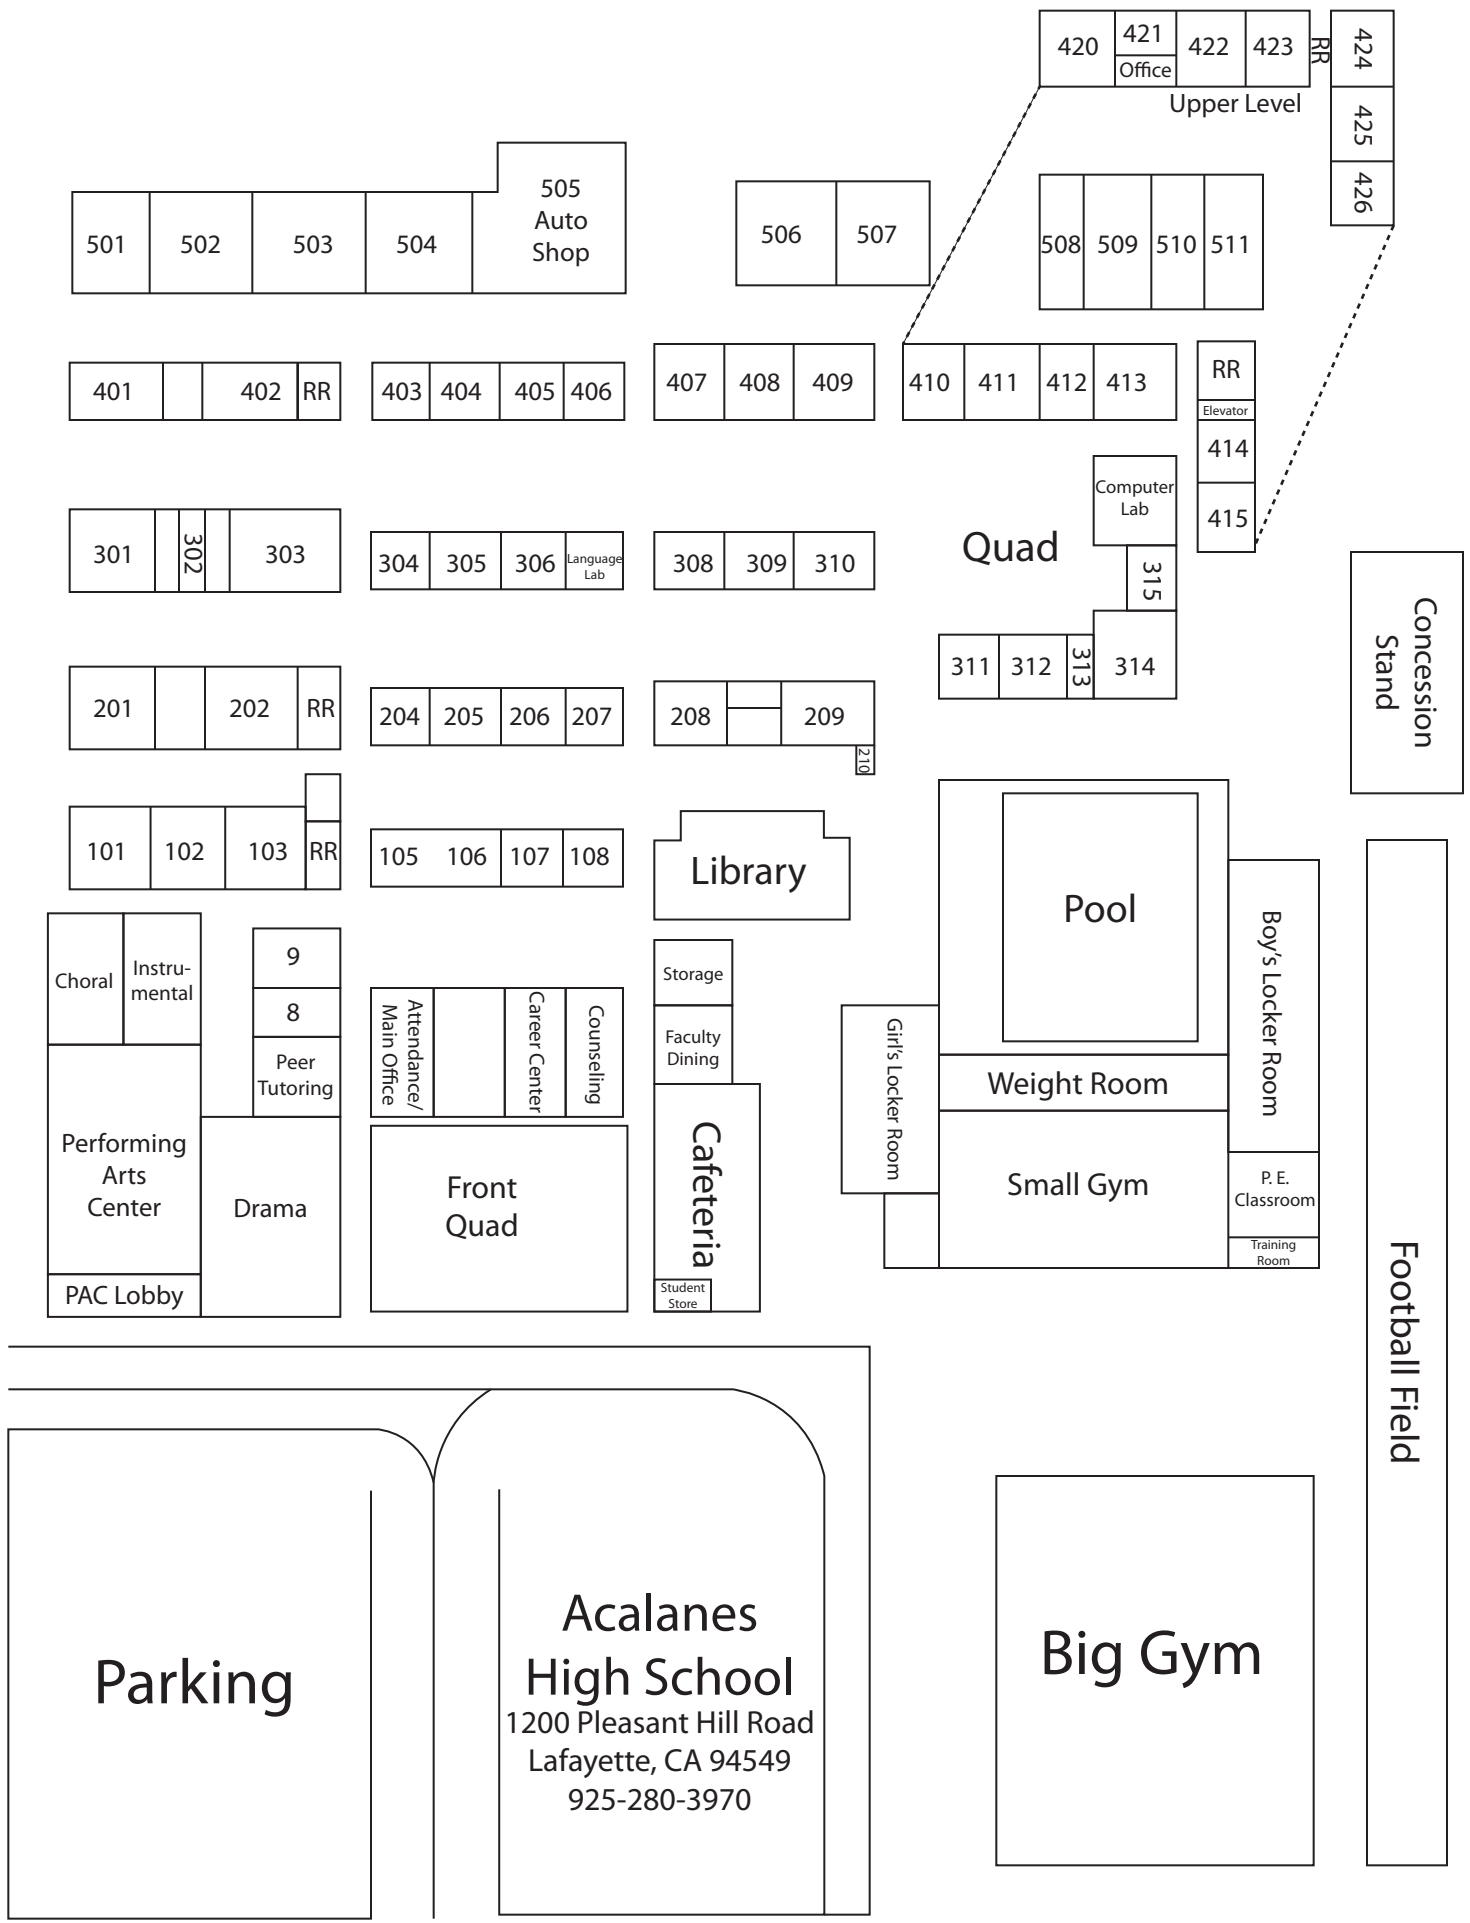 420
421
Office
422
423
RR
424
425
426
Upper Level
501
502
503
504
505
Auto
Shop
506
507
508
509
510
511
401
402
RR
403
404
405
406
407
408
409
410
411
412
413
RR
Elevator
414
415
Computer
Lab
Quad
315
301
302
303
304
305
306
Language
Lab
308
309
310
311
312
313
314
Concession
Stand
201
202
RR
204
205
206
207
208
209
210
101
102
103
RR
105
106
107
108
Library
Pool
Boy's Locker Room
Choral
Instru-
mental
9
8
Peer
Tutoring
Attendance/
Main Office
Career Center
Counseling
Storage
Faculty
Dining
Girl's Locker Room
Weight Room
Performing
Arts
Center
Drama
Front
Quad
Cafeteria
Small Gym
P. E.
Classroom
Training
Room
PAC Lobby
Student
Store
Football Field
Parking
Acalanes
High School
1200 Pleasant Hill Road
Lafayette, CA 94549
925-280-3970
Big Gym